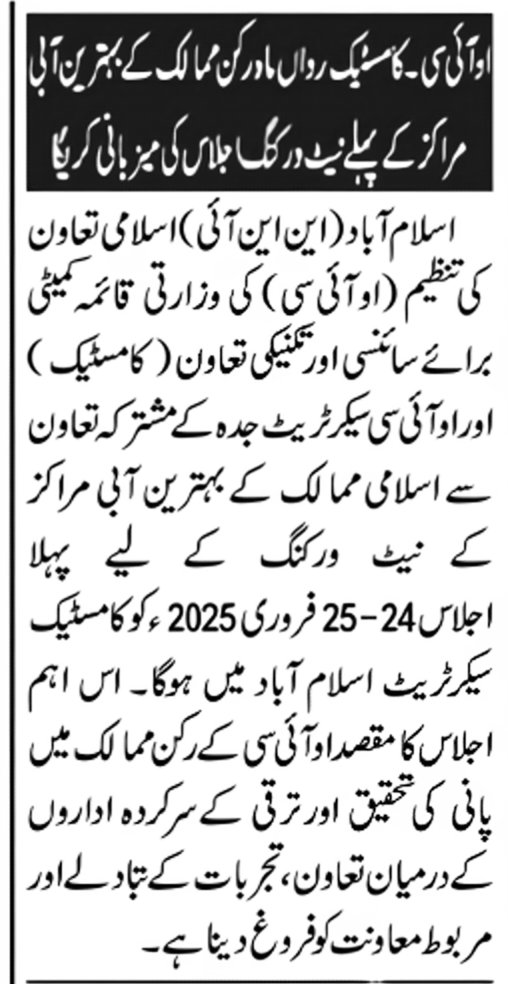 او آئی سی۔کامسٹیک رواں ماہ رکن ممالک کے بہترین آبی
مراکز کے پہلے نیٹ ورکنگ اجلاس کی میزبانی کریگا
اسلام آباد (این این آئی) اسلامی تعاون
کی تنظیم (او آئی سی) کی وزارتی قائمہ کمیٹی
برائے سائنسی اور تکنیکی تعاون (کامسٹیک)
اور او آئی سی سیکرٹریٹ جدہ کے مشترکہ تعاون
سے اسلامی ممالک کے بہترین آبی مراکز
کے نیٹ ورکنگ کے لیے پہلا
اجلاس 24-25 فروری 2025ء کو کامسٹیک
سیکرٹریٹ اسلام آباد میں ہوگا۔ اس اہم
اجلاس کا مقصد او آئی سی کے رکن ممالک میں
پانی کی تحقیق اور ترقی کے سرکردہ اداروں
کے درمیان تعاون، تجربات کے تبادلے اور
مربوط معاونت کو فروغ دینا ہے۔